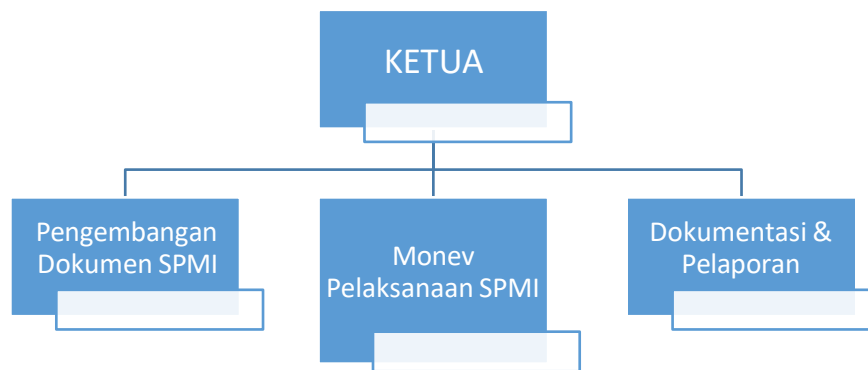 KETUA
Pengembangan
Dokumen SPMI
Monev
Pelaksanaan SPMI
Dokumentasi &
Pelaporan